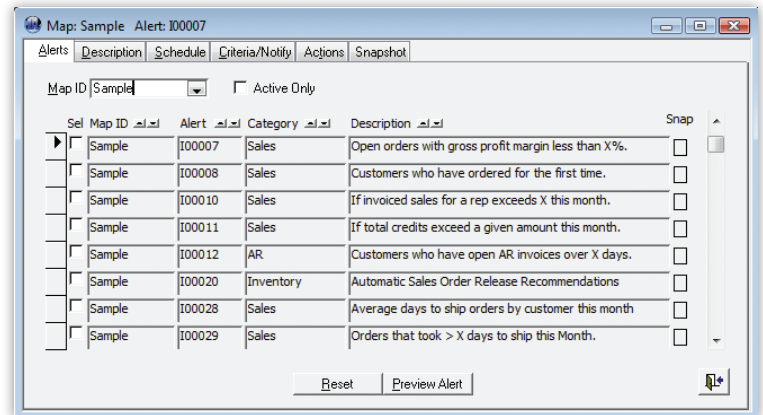 Map: Sample Alert: I00007
Alerts Description Schedule Criteria/Notify Actions Snapshot
Map ID Sample Active Only
Sel Map ID Alert Category Description Snap
Sample I00007 Sales Open orders with gross profit margin less than X%.
Sample I00008 Sales Customers who have ordered for the first time.
Sample I00010 Sales If invoiced sales for a rep exceeds X this month.
Sample I00011 Sales If total credits exceed a given amount this month.
Sample I00012 AR Customers who have open AR invoices over X days.
Sample I00020 Inventory Automatic Sales Order Release Recommendations
Sample I00028 Sales Average days to ship orders by customer this month
Sample I00029 Sales Orders that took > X days to ship this Month.
Reset Preview Alert